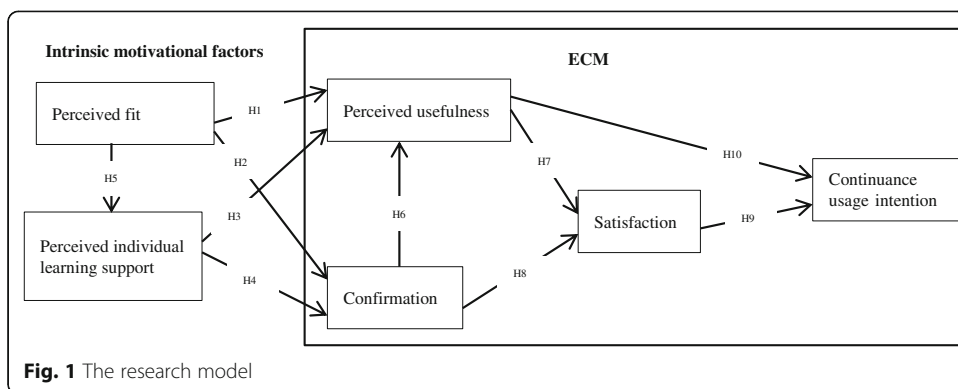 Intrinsic motivational factors
ECM
Perceived fit
H1
Perceived usefulness
H2
H10
H7
H5
Continuance
usage intention
H3
H6
Satisfaction
H9
Perceived individual
learning support
H4
Confirmation
H8
Fig. 1 The research model